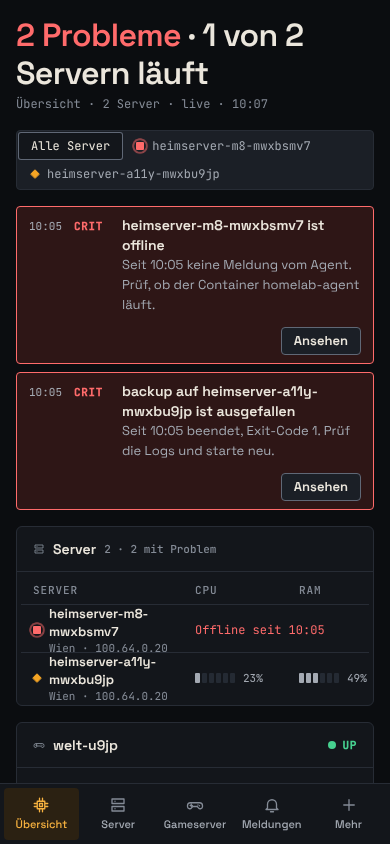 2 Probleme · 1 von 2
Servern läuft
Übersicht · 2 Server · live · 10:07
Alle Server heimserver-m8-mwxbsmv7
heimserver-a11y-mwxbu9jp
10:05 CRIT heimserver-m8-mwxbsmv7 ist
offline
Seit 10:05 keine Meldung vom Agent.
Prüf, ob der Container homelab-agent
läuft.
Ansehen
10:05 CRIT backup auf heimserver-a11y-
mwxbu9jp ist ausgefallen
Seit 10:05 beendet, Exit-Code 1. Prüf
die Logs und starte neu.
Ansehen
Server 2 · 2 mit Problem
SERVER CPU RAM
heimserver-m8-
mwxbsmv7 Offline seit 10:05
Wien · 100.64.0.20
heimserver-a11y-
mwxbu9jp 23% 49%
Wien · 100.64.0.20
welt-u9jp UP
Übersicht Server Gameserver Meldungen Mehr